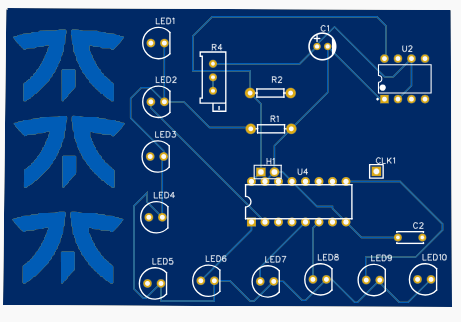 LED1
C1
R4
U2
LED2
R2
R1
LED3
H1
U4
CLK1
LED4
C2
LED5
LED6
LED7
LED8
LED9
LED10